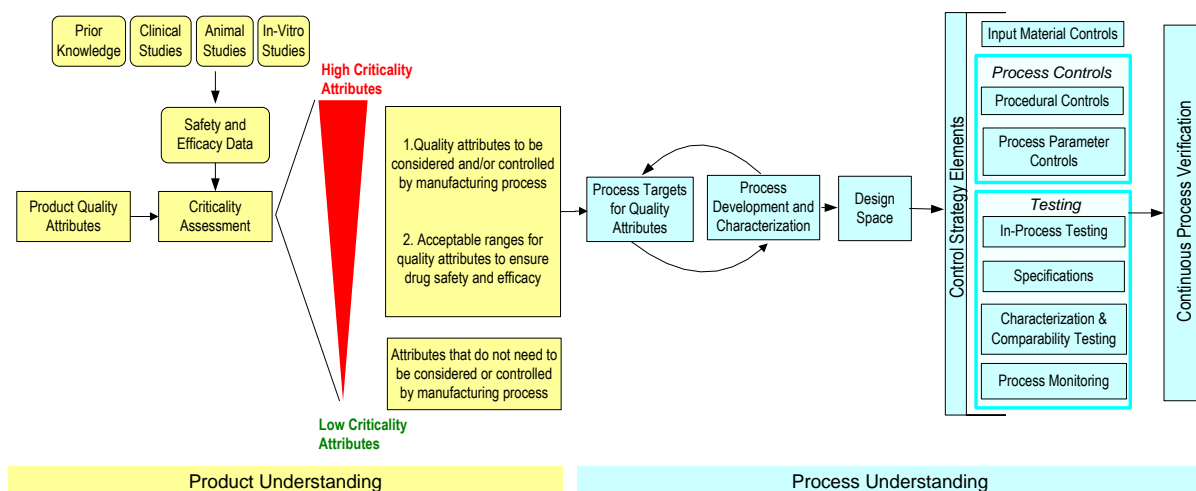 Prior
Knowledge
Clinical
Studies
Animal
Studies
In-Vitro
Studies
Safety and
Efficacy Data
Product Quality
Attributes
Criticality
Assessment
High Criticality
Attributes
Low Criticality
Attributes
1.Quality attributes to be
considered and/or controlled
by manufacturing process
2. Acceptable ranges for
quality attributes to ensure
drug safety and efficacy
Attributes that do not need to
be considered or controlled
by manufacturing process
Process Targets
for Quality
Attributes
Process
Development and
Characterization
Design
Space
Control Strategy Elements
Input Material Controls
Process Controls
Procedural Controls
Process Parameter
Controls
Testing
In-Process Testing
Specifications
Characterization &
Comparability Testing
Process Monitoring
Continuous Process Verification
Product Understanding
Process Understanding